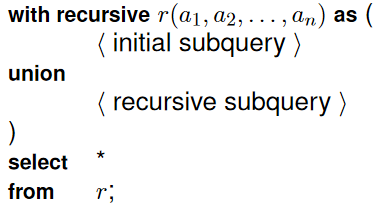 with recursive r(a₁, a₂, . . . , aₙ) as (
⟨ initial subquery ⟩
union
⟨ recursive subquery ⟩
)
select *
from r;